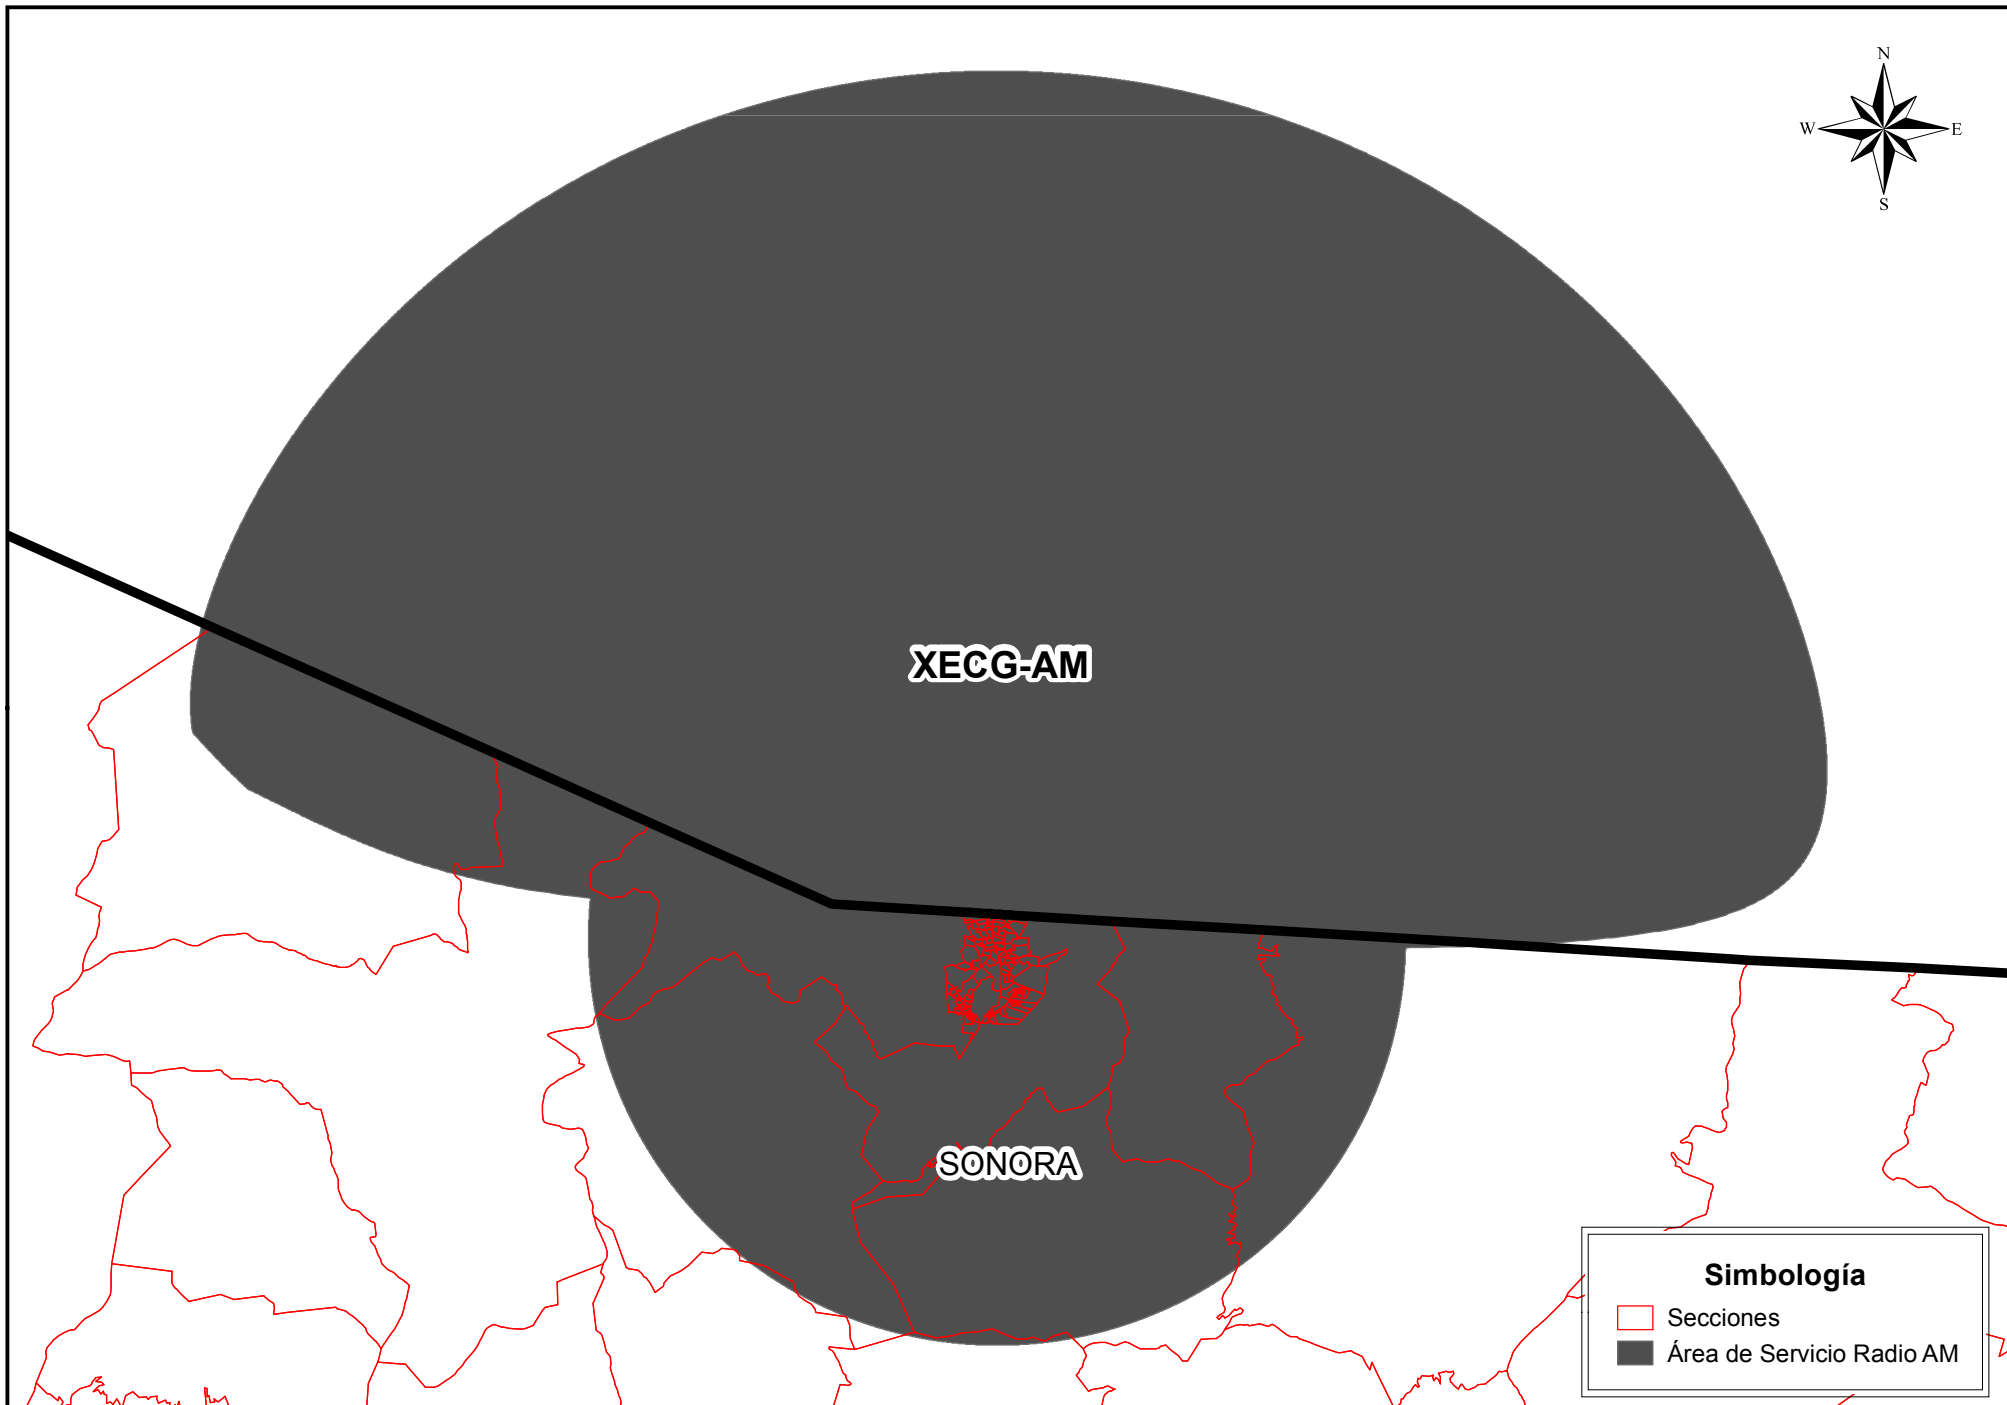 N
W E
S
XECG-AM
SONORA
Simbología
Secciones
Área de Servicio Radio AM